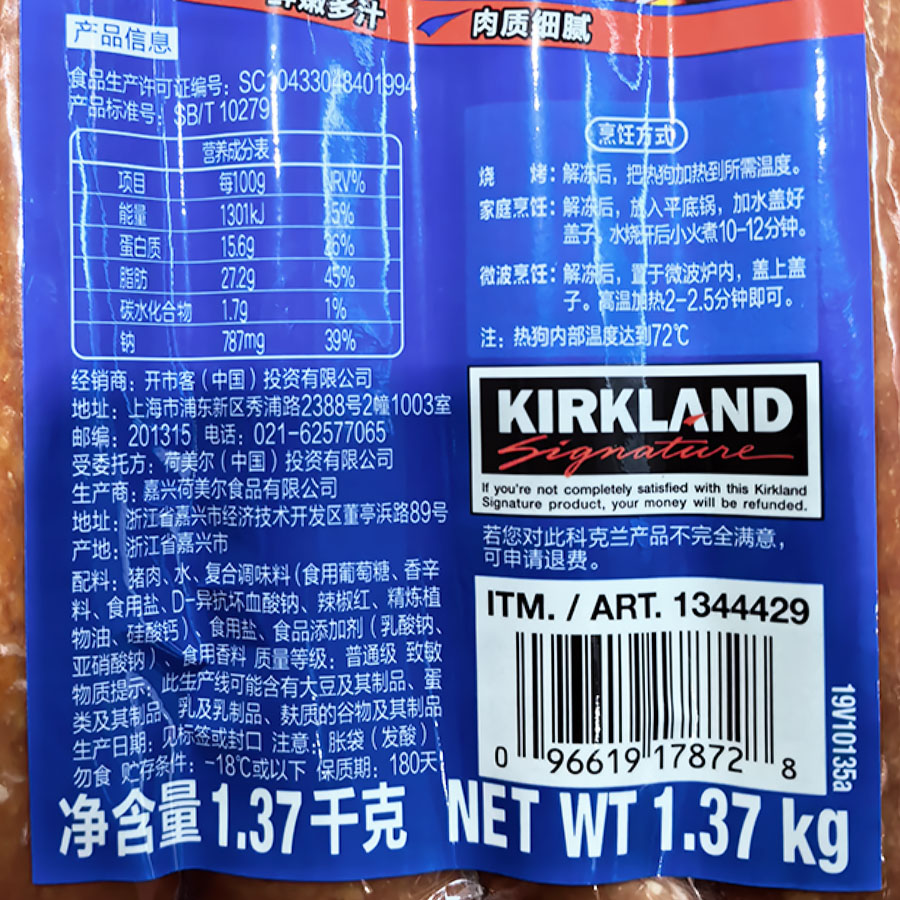 鲜嫩多汁
肉质细腻
产品信息
食品生产许可证编号：SC10433048401994
产品标准号：SB/T 10279
营养成分表
项目 每100g NRV%
能量 1301kJ 15%
蛋白质 15.6g 26%
脂肪 27.2g 45%
碳水化合物 1.7g 1%
钠 787mg 39%
经销商：开市客（中国）投资有限公司
地址：上海市浦东新区秀浦路2388号2幢1003室
邮编：201315 电话：021-62577065
受委托方：荷美尔（中国）投资有限公司
生产商：嘉兴荷美尔食品有限公司
地址：浙江省嘉兴市经济技术开发区董亭浜路89号
产地：浙江省嘉兴市
配料：猪肉、水、复合调味料（食用葡萄糖、香辛
料、食用盐、D-异抗坏血酸钠、辣椒红、精炼植
物油、硅酸钙）、食用盐、食品添加剂（乳酸钠、
亚硝酸钠）、食用香料 质量等级：普通级 致敏
物质提示：此生产线可能含有大豆及其制品、蛋
类及其制品、乳及乳制品、麸质的谷物及其制品
生产日期：见标签或封口 注意：胀袋（发酸）
勿食 贮存条件：-18℃或以下 保质期：180天
烹饪方式
烧 烤：解冻后，把热狗加热到所需温度。
家庭烹饪：解冻后，放入平底锅，加水盖好
盖子，水烧开后小火煮10-12分钟。
微波烹饪：解冻后，置于微波炉内，盖上盖
子。高温加热2-2.5分钟即可。
注：热狗内部温度达到72℃
KIRKLAND
Signature
If you're not completely satisfied with this Kirkland
Signature product, your money will be refunded.
若您对此科克兰产品不完全满意，
可申请退费。
ITM. / ART. 1344429
0 96619 17872 8
19V10135a
净含量1.37千克 NET WT 1.37 kg